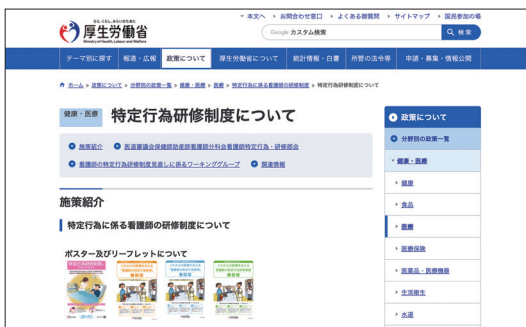 本文へ お問合わせ窓口 よくある御質問 サイトマップ 国民参加の場
ひと、くらし、みらいのために
厚生労働省
Ministry of Health, Labour and Welfare
Google カスタム検索
検索
テーマ別に探す 報道・広報 政策について 厚生労働省について 統計情報・白書 所管の法令等 申請・募集・情報公開
ホーム > 政策について > 分野別の政策一覧 > 健康・医療 > 医療 > 特定行為に係る看護師の研修制度 > 特定行為研修制度について
健康・医療 特定行為研修制度について
施策紹介 医道審議会保健師助産師看護師分科会看護師特定行為・研修部会
看護師の特定行為研修制度見直しに係るワーキンググループ 関連情報
施策紹介
特定行為に係る看護師の研修制度について
ポスター及びリーフレットについて
政策について
分野別の政策一覧
健康・医療
健康
食品
医療
医療保険
医薬品・医療機器
生活衛生
水道